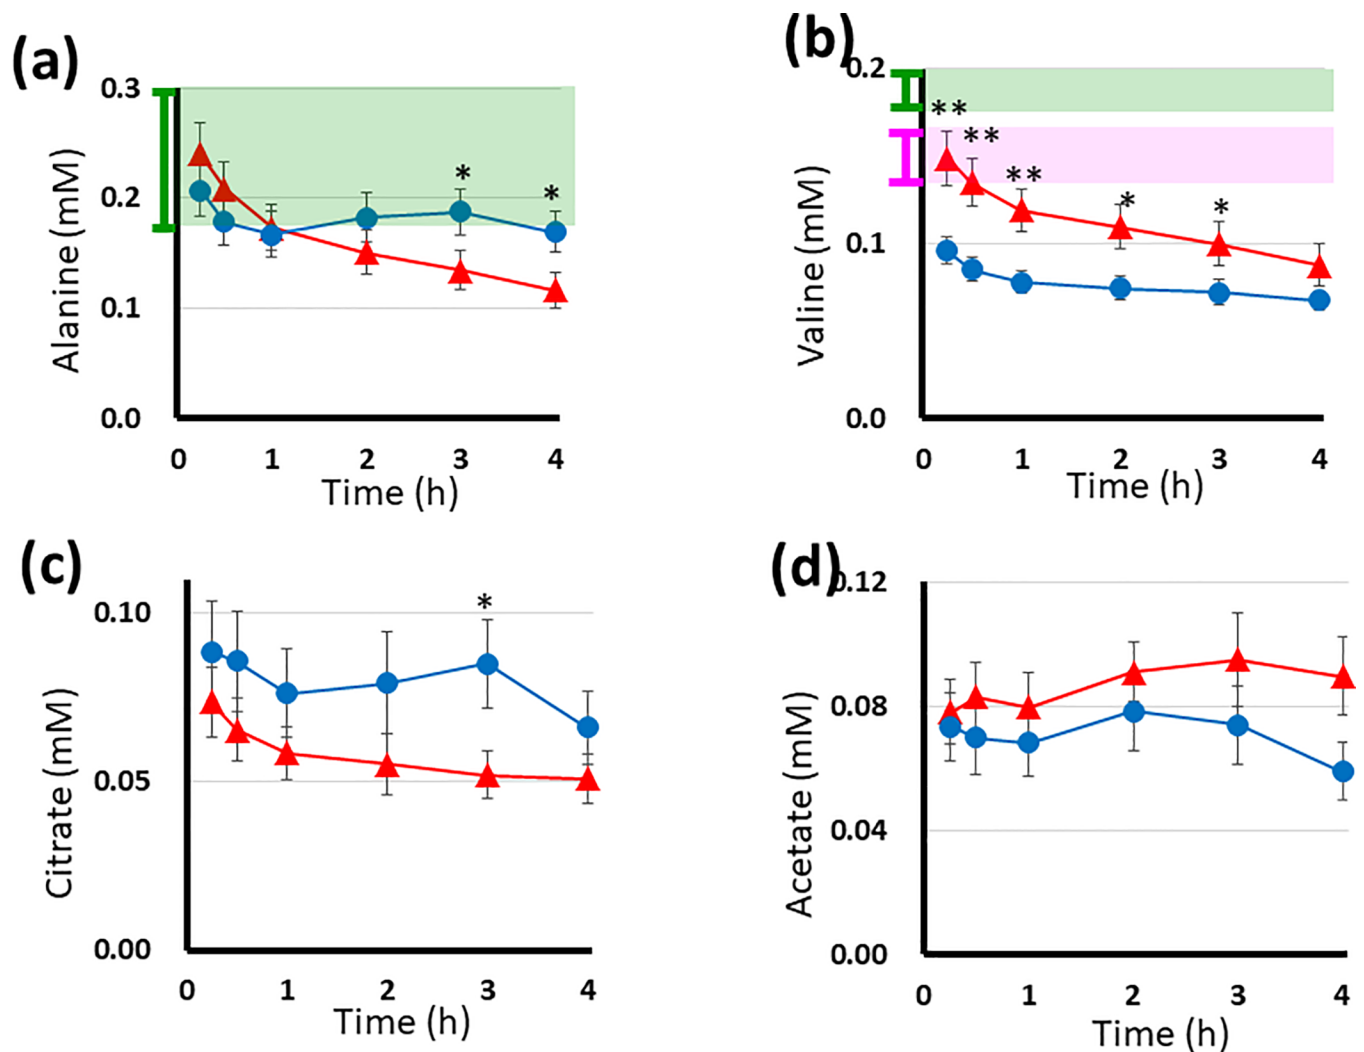 (a)
Alanine (mM)
0.3
0.2
0.1
0.0
*
*
0 1 2 3 4
Time (h)
(b)
Valine (mM)
0.2
0.1
0.0
**
**
**
*
*
0 1 2 3 4
Time (h)
(c)
Citrate (mM)
0.10
0.05
0.00
*
0 1 2 3 4
Time (h)
(d)
Acetate (mM)
0.12
0.08
0.04
0.00
0 1 2 3 4
Time (h)